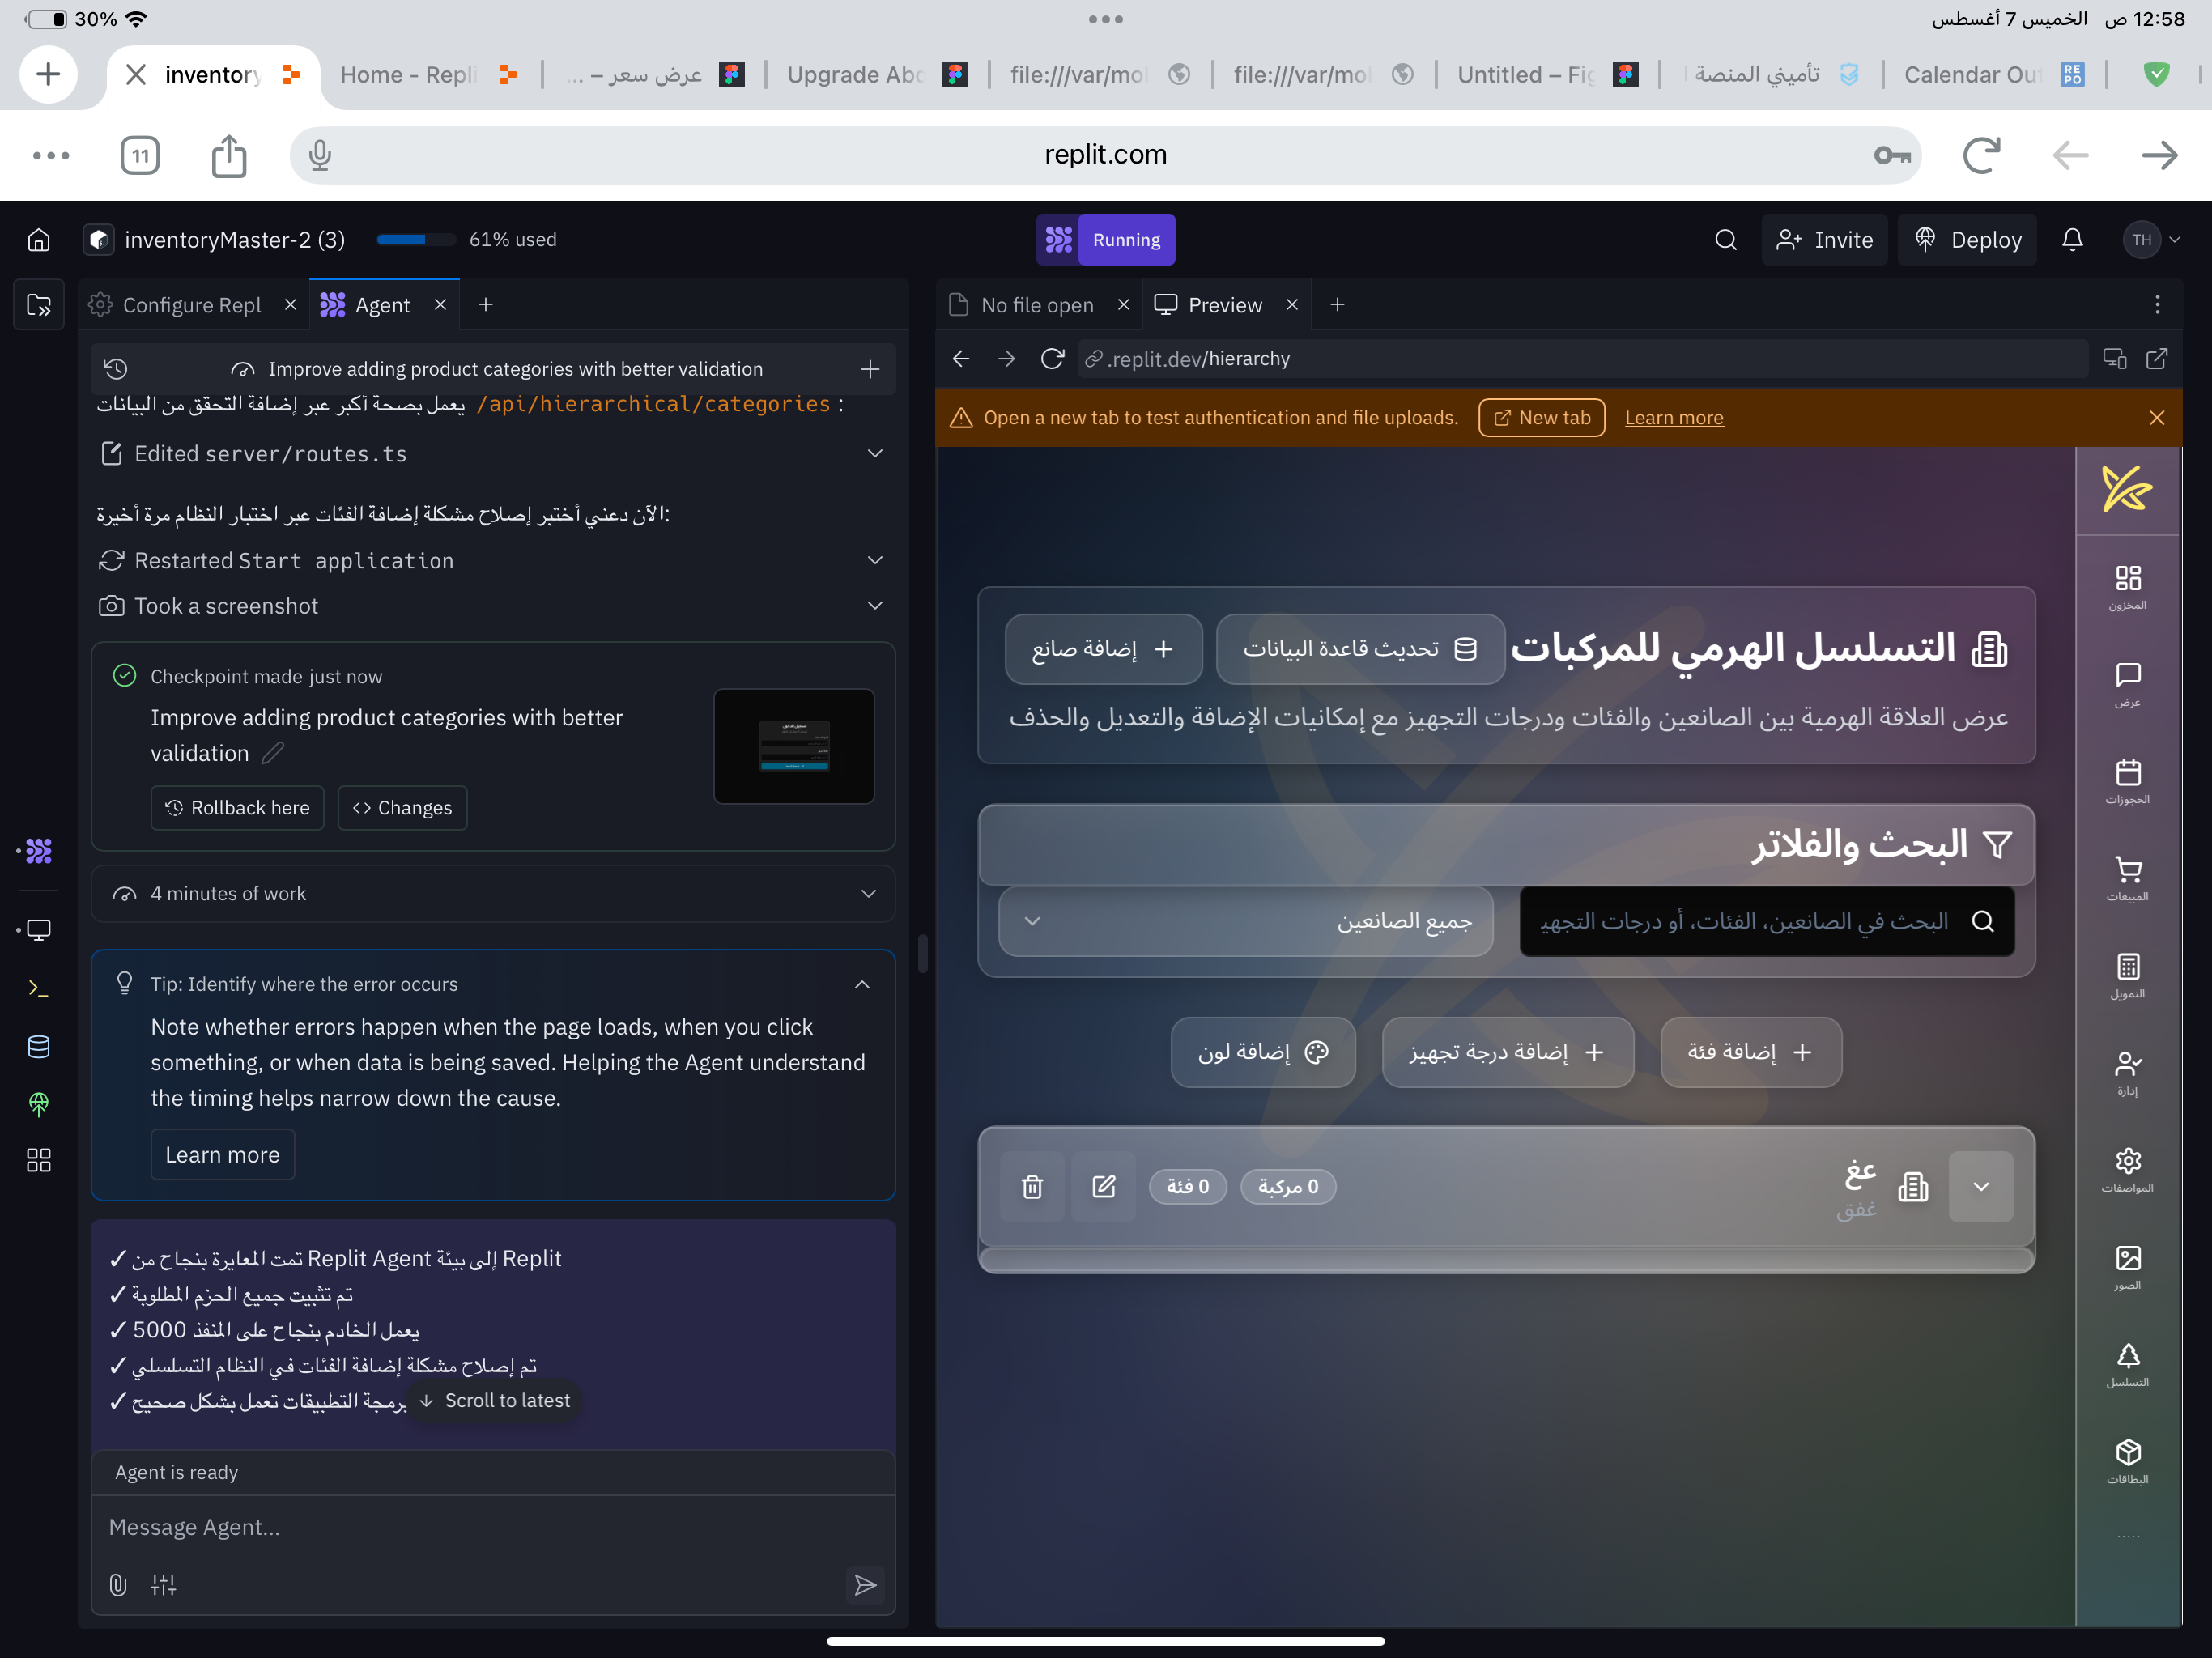 30%
12:58 ص الخميس 7 أغسطس
inventory
Home - Repli
عرض سعر – ...
Upgrade Abo
file:///var/mol
file:///var/mol
Untitled – Fig
تأميني المنصة
Calendar Ou
REPO
11
replit.com
inventoryMaster-2 (3)
61% used
Running
Invite
Deploy
TH
Configure Repl
Agent
No file open
Preview
Improve adding product categories with better validation
.replit.dev/hierarchy
يعمل بصحة أكبر عبر إضافة التحقق من البيانات /api/hierarchical/categories :
Edited server/routes.ts
الآن دعني أختبر إصلاح مشكلة إضافة الفئات عبر اختبار النظام مرة أخيرة:
Restarted Start application
Took a screenshot
Checkpoint made just now
Improve adding product categories with better
validation
Rollback here
Changes
4 minutes of work
Tip: Identify where the error occurs
Note whether errors happen when the page loads, when you click
something, or when data is being saved. Helping the Agent understand
the timing helps narrow down the cause.
Learn more
✓ تمت المعايرة بنجاح من Replit Agent إلى بيئة Replit
✓ تم تثبيت جميع الحزم المطلوبة
✓ يعمل الخادم بنجاح على المنفذ 5000
✓ تم إصلاح مشكلة إضافة الفئات في النظام التسلسلي
✓ برمجة التطبيقات تعمل بشكل صحيح
Scroll to latest
Agent is ready
Message Agent...
Open a new tab to test authentication and file uploads.
New tab
Learn more
التسلسل الهرمي للمركبات
تحديث قاعدة البيانات
إضافة صانع
عرض العلاقة الهرمية بين الصانعين والفئات ودرجات التجهيز مع إمكانيات الإضافة والتعديل والحذف
البحث والفلاتر
البحث في الصانعين، الفئات، أو درجات التجهي
جميع الصانعين
إضافة فئة
إضافة درجة تجهيز
إضافة لون
عغ
غفق
0 مركبة
0 فئة
المخزون
عرض
الحجوزات
المبيعات
التمويل
إدارة
المواصفات
الصور
التسلسل
البطاقات